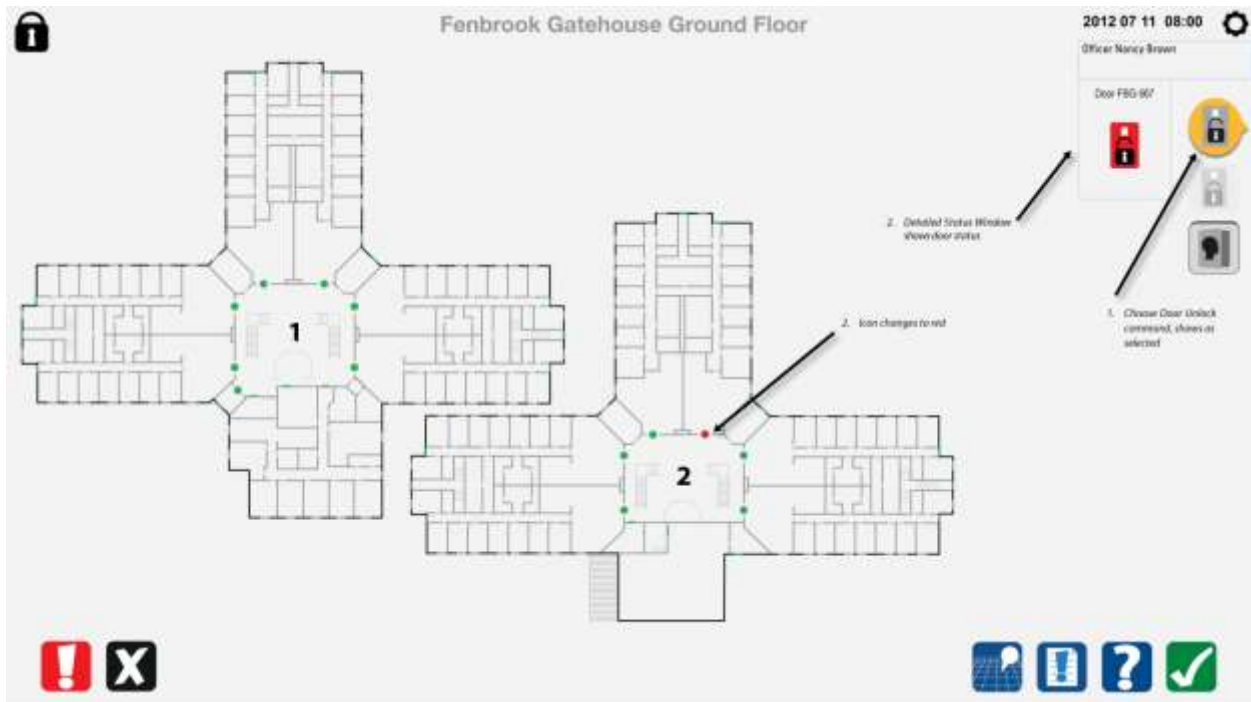 Fenbrook Gatehouse Ground Floor
2012 07 11 08:00
Officer Nancy Brown
Door FBG-967
2. Detailed Status Window
shows door status
1
2. Icon changes to red
1. Choose Door Unlock
command, shows as
selected
2
X